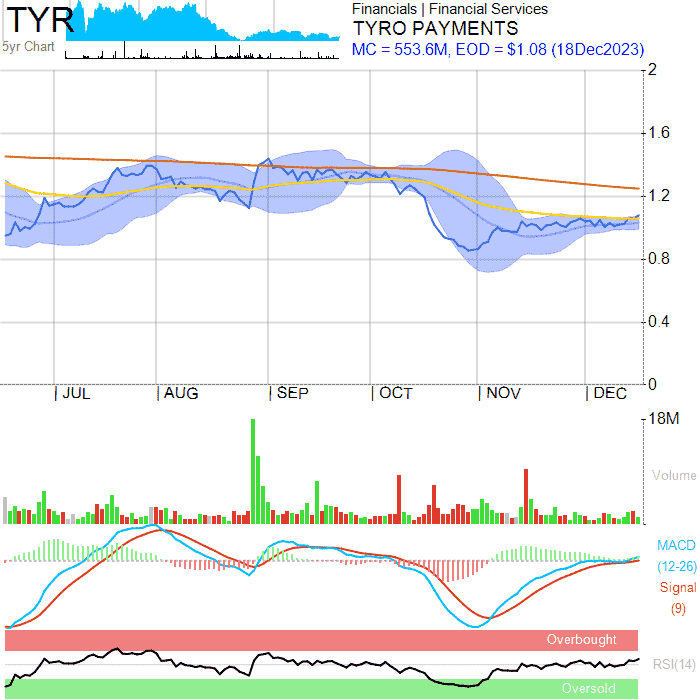 TYR
5yr Chart
Financials | Financial Services
TYRO PAYMENTS
MC = 553.6M, EOD = $1.08 (18Dec2023)
2
1.6
1.2
0.8
0.4
0
JUL AUG SEP OCT NOV DEC
18M
Volume
MACD
(12-26)
Signal
(9)
Overbought
RSI(14)
Oversold